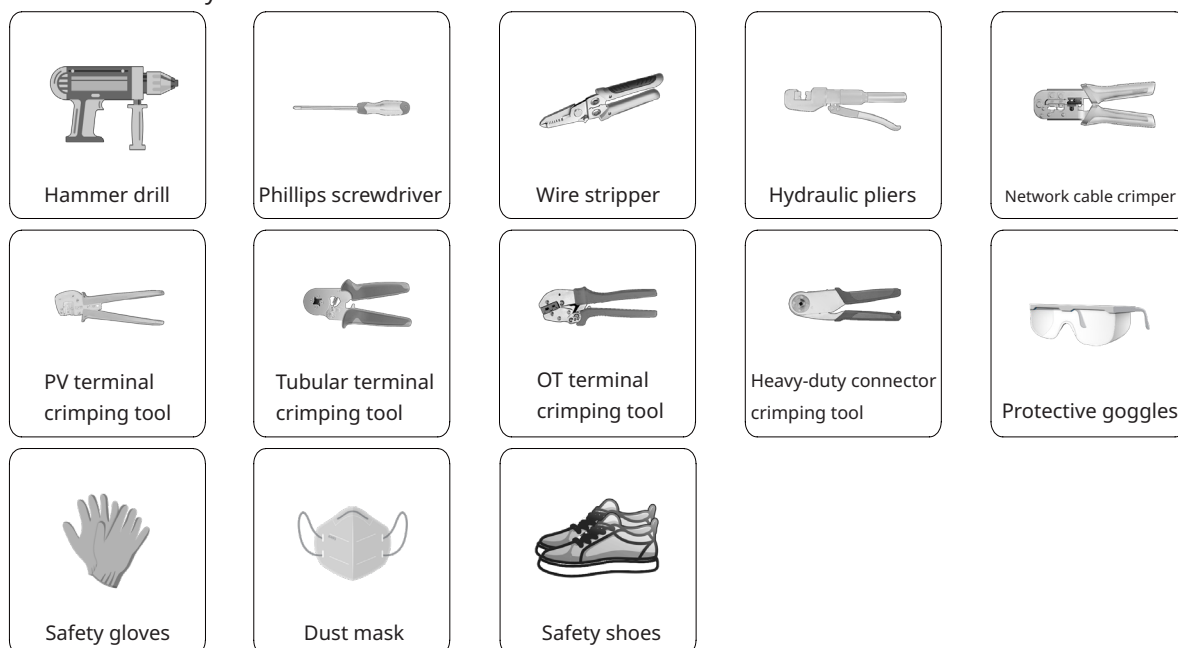 Hammer drill
Phillips screwdriver
Wire stripper
Hydraulic pliers
Network cable crimper
PV terminal
crimping tool
Tubular terminal
crimping tool
OT terminal
crimping tool
Heavy-duty connector
crimping tool
Protective goggles
Safety gloves
Dust mask
Safety shoes